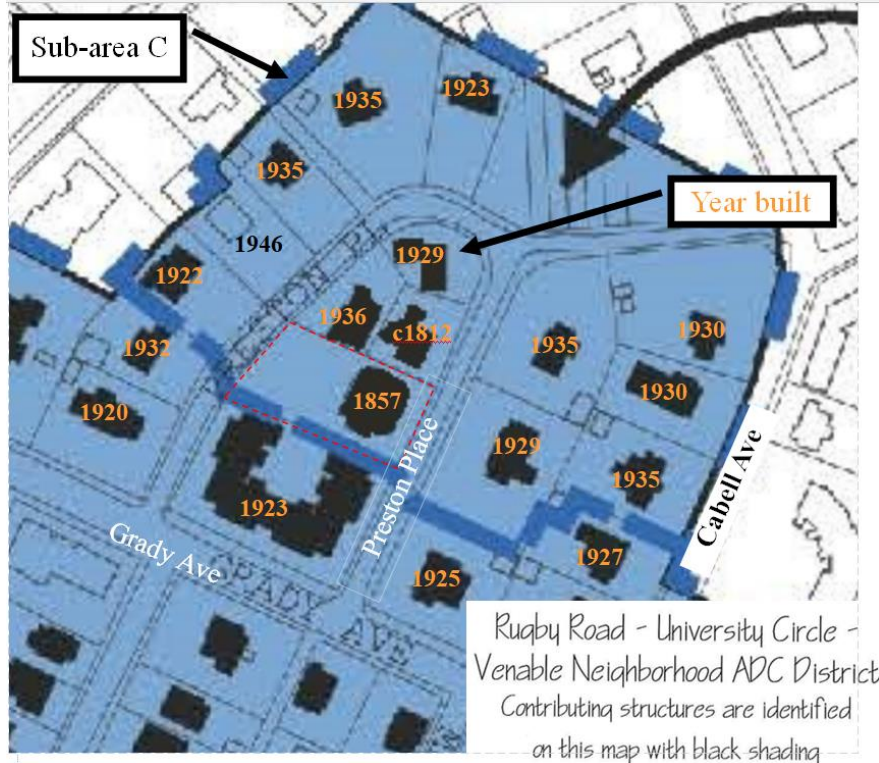 Sub-area C
1935
1923
1935
Year built
1946
1929
1922
1936
c1812
1930
1932
1935
1930
1857
1920
1929
1935
1923
Preston Place
Cabell Ave
1927
Grady Ave
1925
AVE
Rugby Road - University Circle -
Venable Neighborhood ADC District
Contributing structures are identified
on this map with black shading